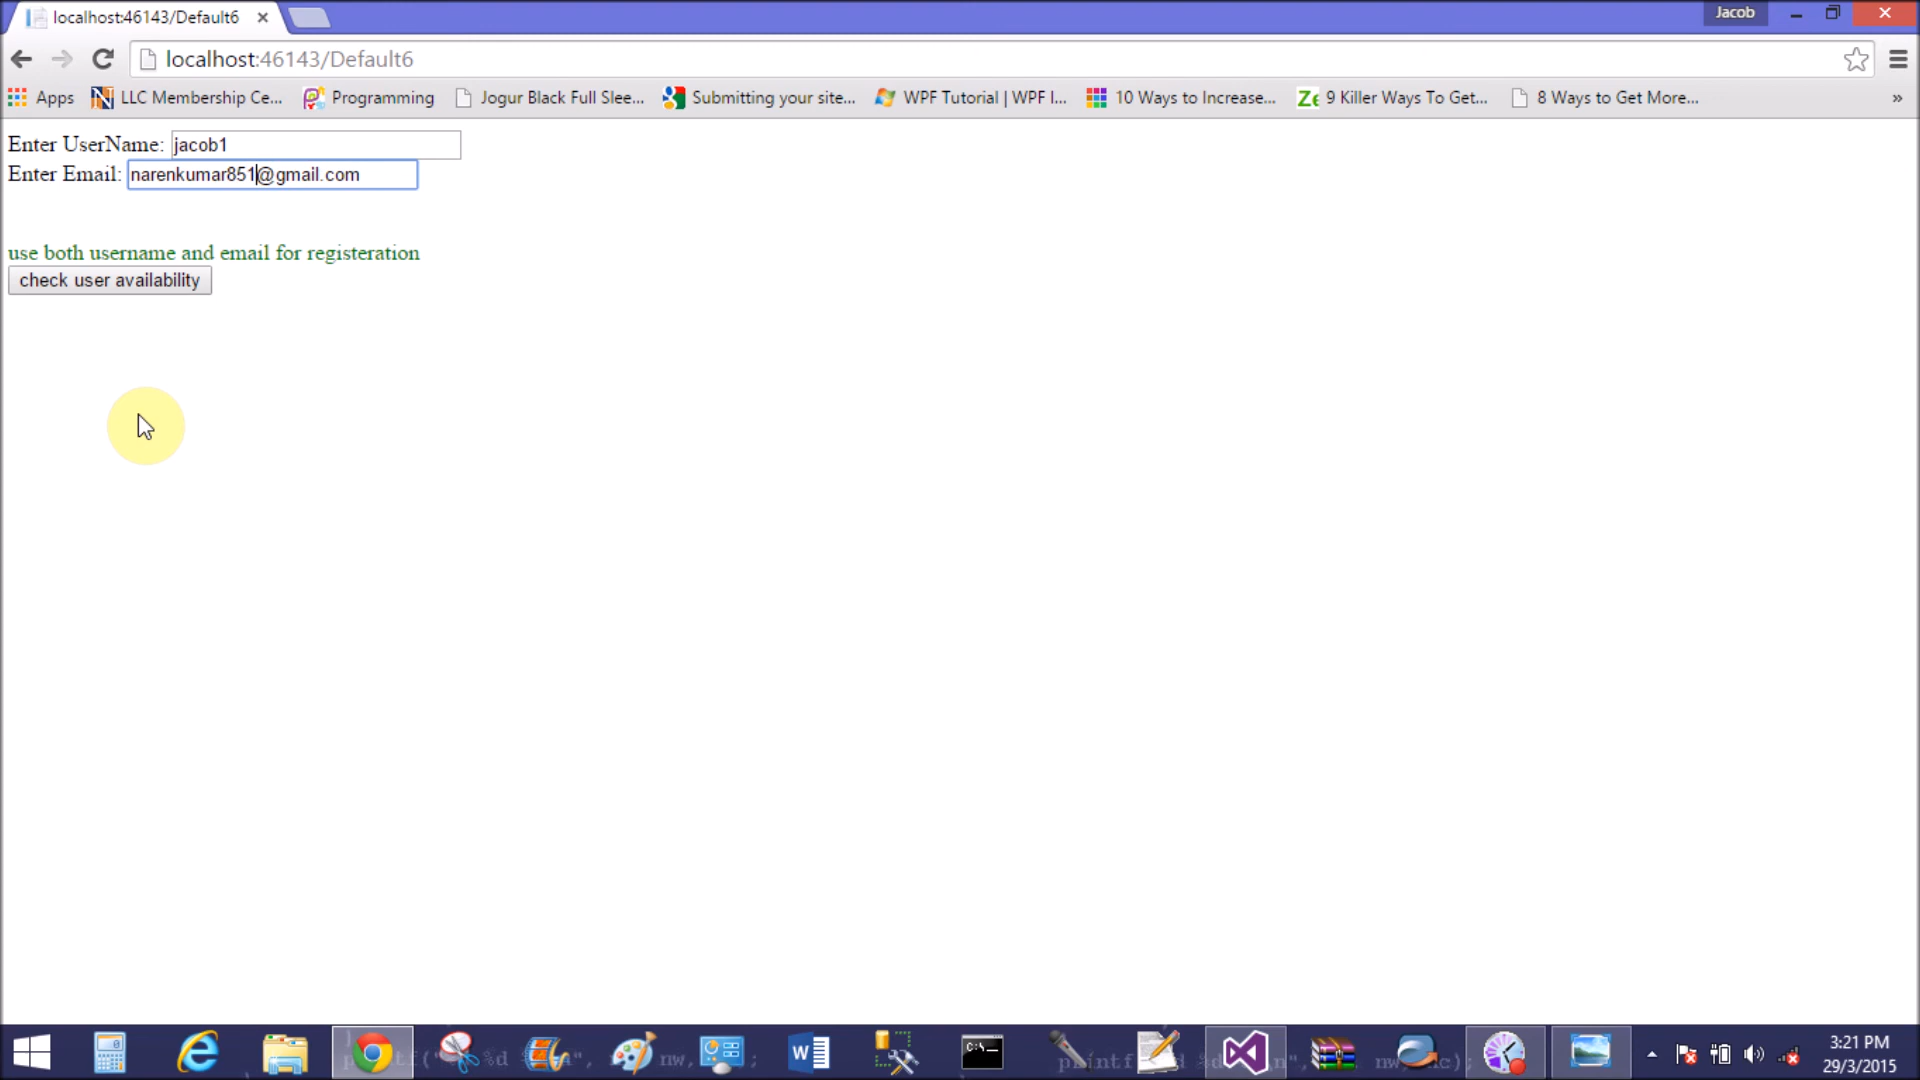 localhost:46143/Default6
Jacob
localhost:46143/Default6
Apps LLC Membership Ce... Programming Jogur Black Full Slee... Submitting your site... WPF Tutorial | WPF I... 10 Ways to Increase... 9 Killer Ways To Get... 8 Ways to Get More... »
Enter UserName: jacob1
Enter Email: narenkumar851@gmail.com
use both username and email for registeration
check user availability
3:21 PM
29/3/2015